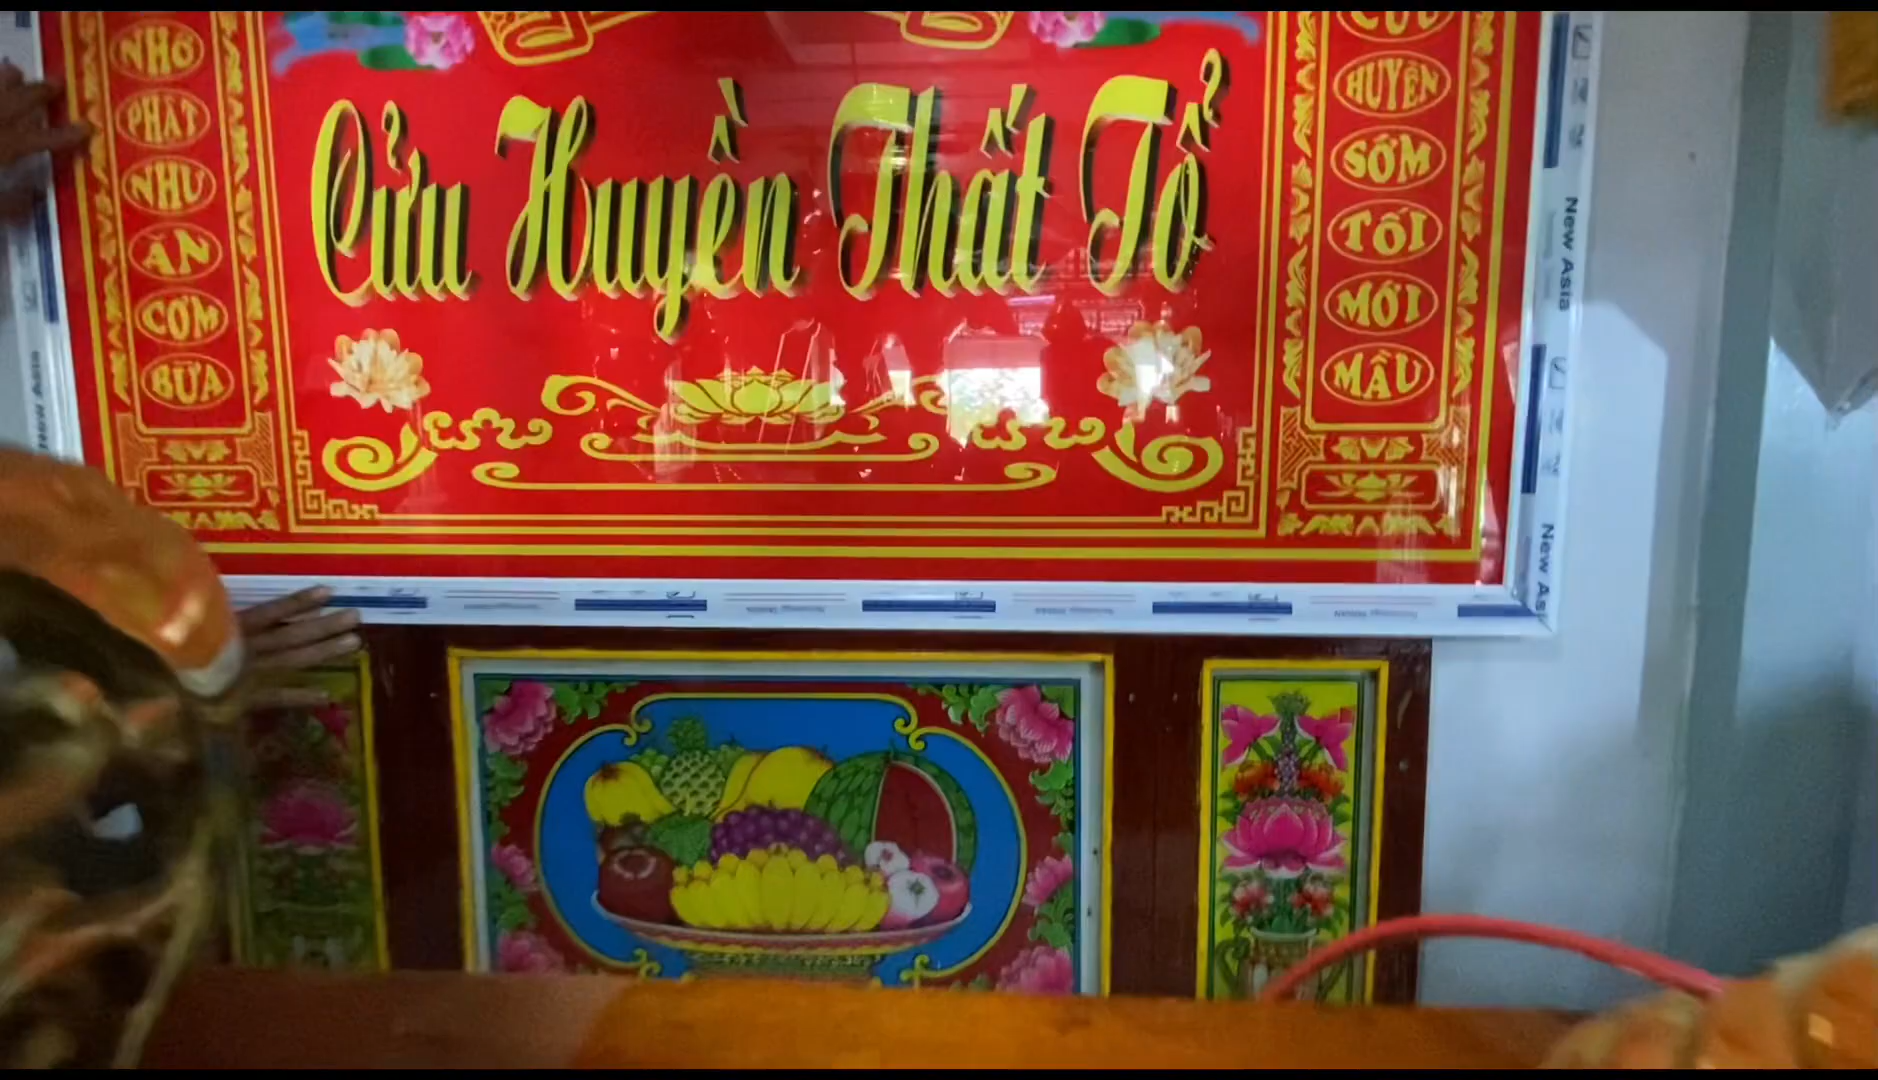 NHỚ
PHẬT
NHƯ
ĂN
CƠM
BỮA
Cửu Huyền Thất Tổ
CỬU
HUYỀN
SỚM
TỐI
MỚI
MẦU
New Asia
New Asia
New As